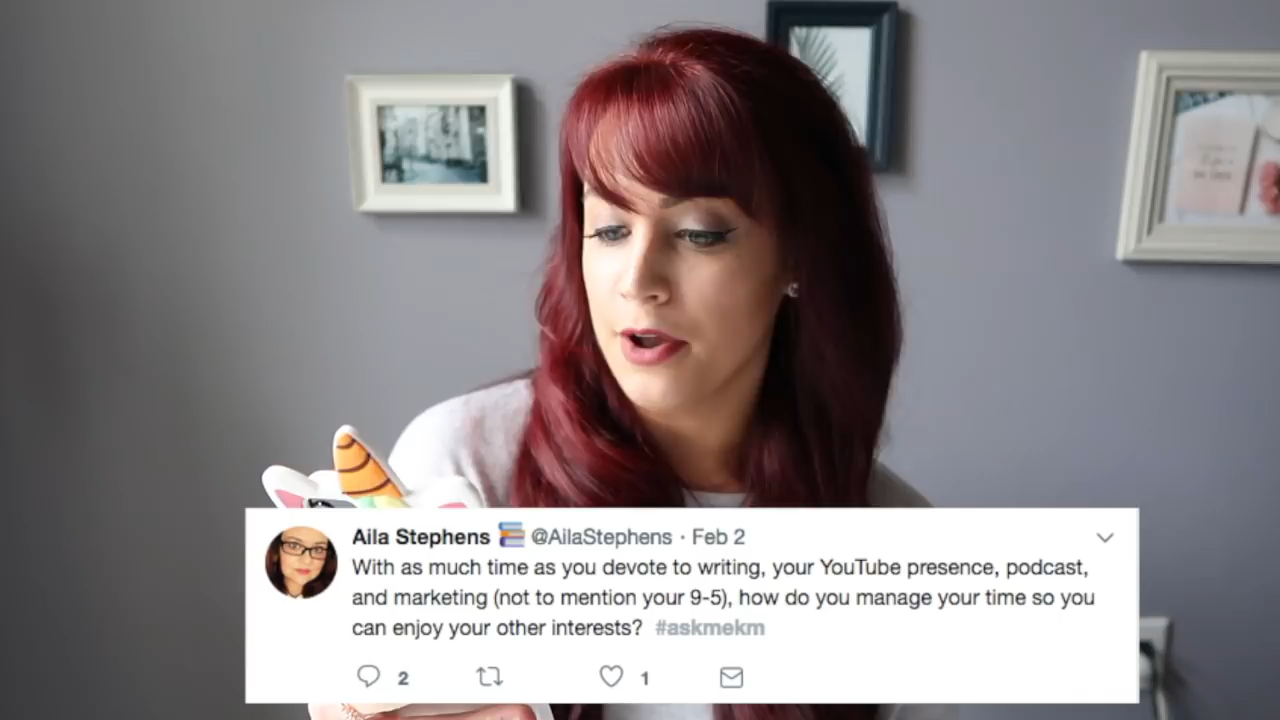 Aila Stephens @AilaStephens · Feb 2
With as much time as you devote to writing, your YouTube presence, podcast,
and marketing (not to mention your 9-5), how do you manage your time so you
can enjoy your other interests? #askmekm
2 1